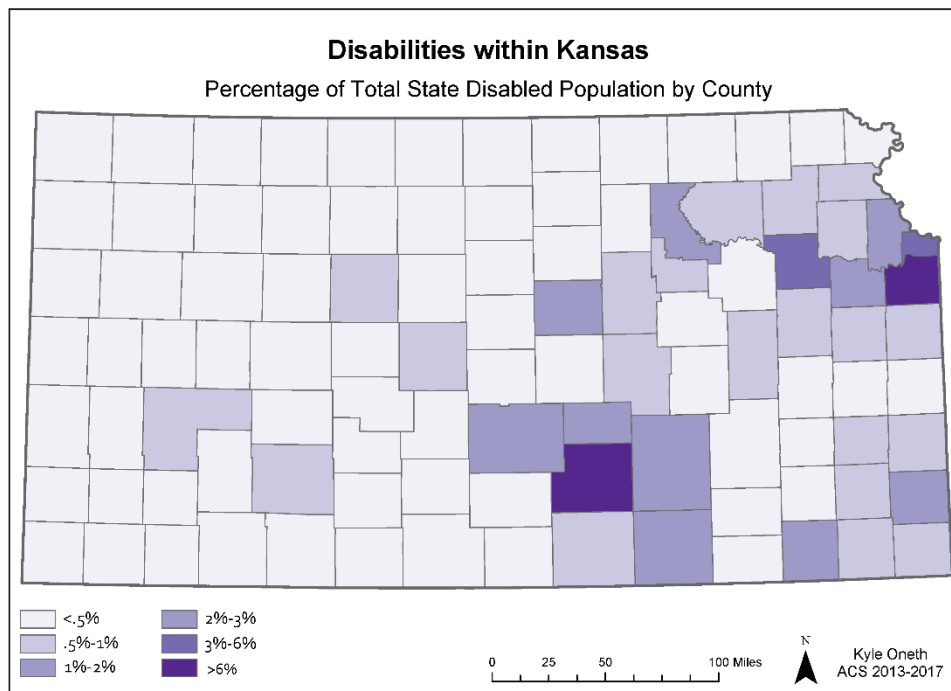 Disabilities within Kansas
Percentage of Total State Disabled Population by County
<.5%
.5%-1%
1%-2%
2%-3%
3%-6%
>6%
0 25 50 100 Miles
N
Kyle Oneth
ACS 2013-2017